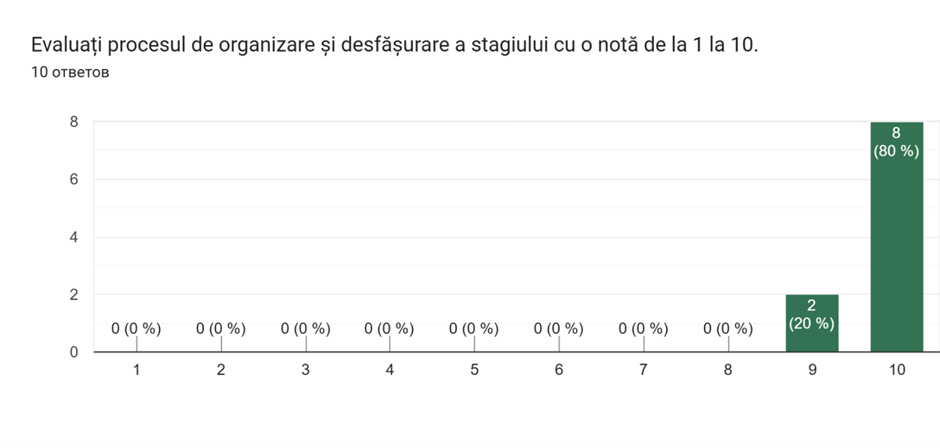 Evaluați procesul de organizare și desfășurare a stagiului cu o notă de la 1 la 10.
10 ответов
8
6
4
2
0
0 (0 %) 0 (0 %) 0 (0 %) 0 (0 %) 0 (0 %) 0 (0 %) 0 (0 %) 0 (0 %)
2
(20 %)
8
(80 %)
1 2 3 4 5 6 7 8 9 10